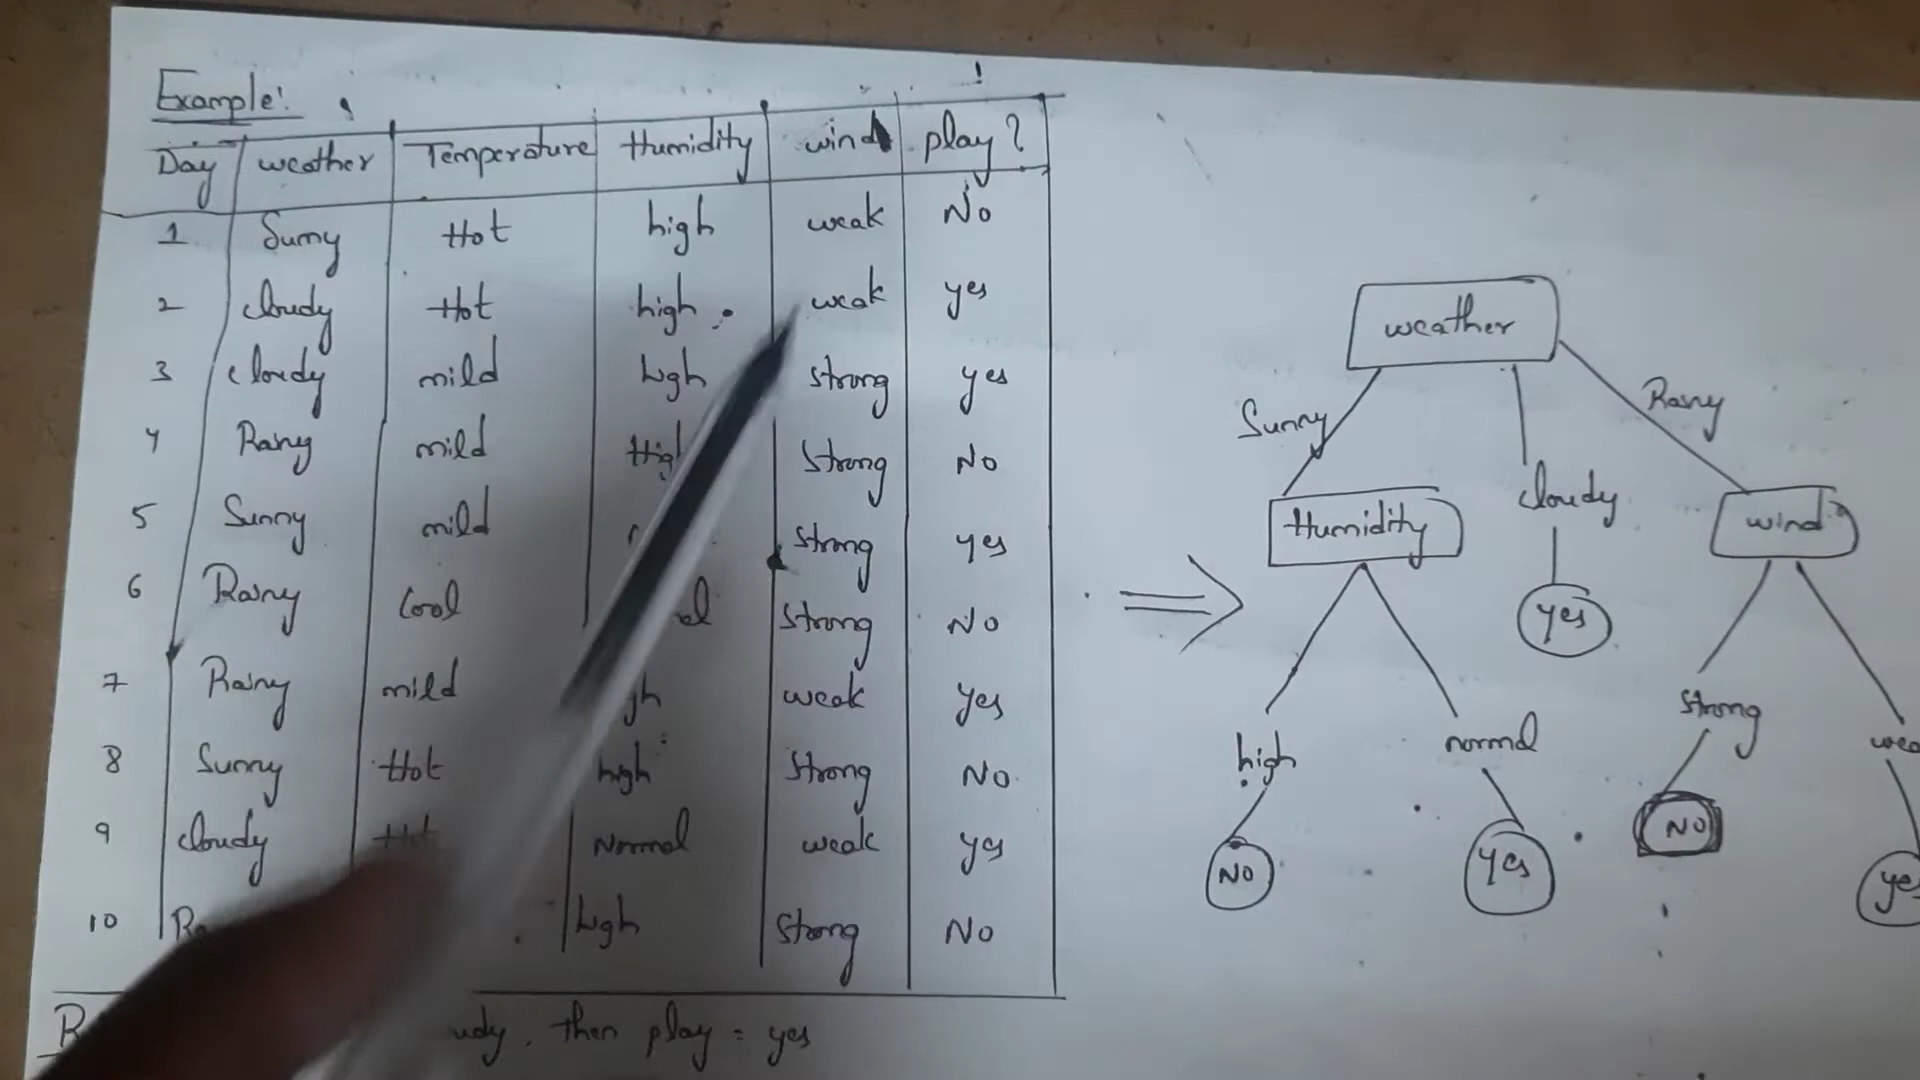 Example:
Day weather Temperature Humidity wind play?
1 Sunny Hot high weak No
2 cloudy Hot high weak yes
3 cloudy mild high strong yes
4 Rainy mild Strong No
5 Sunny mild strong yes
6 Rainy Cool Strong No
7 Rainy mild weak yes
8 Sunny Hot high Strong No
9 cloudy Hot Normal weak yes
10 high Strong No
then play = yes
weather
Sunny
cloudy
Rainy
Humidity
yes
wind
high
normal
strong
NO
yes
NO